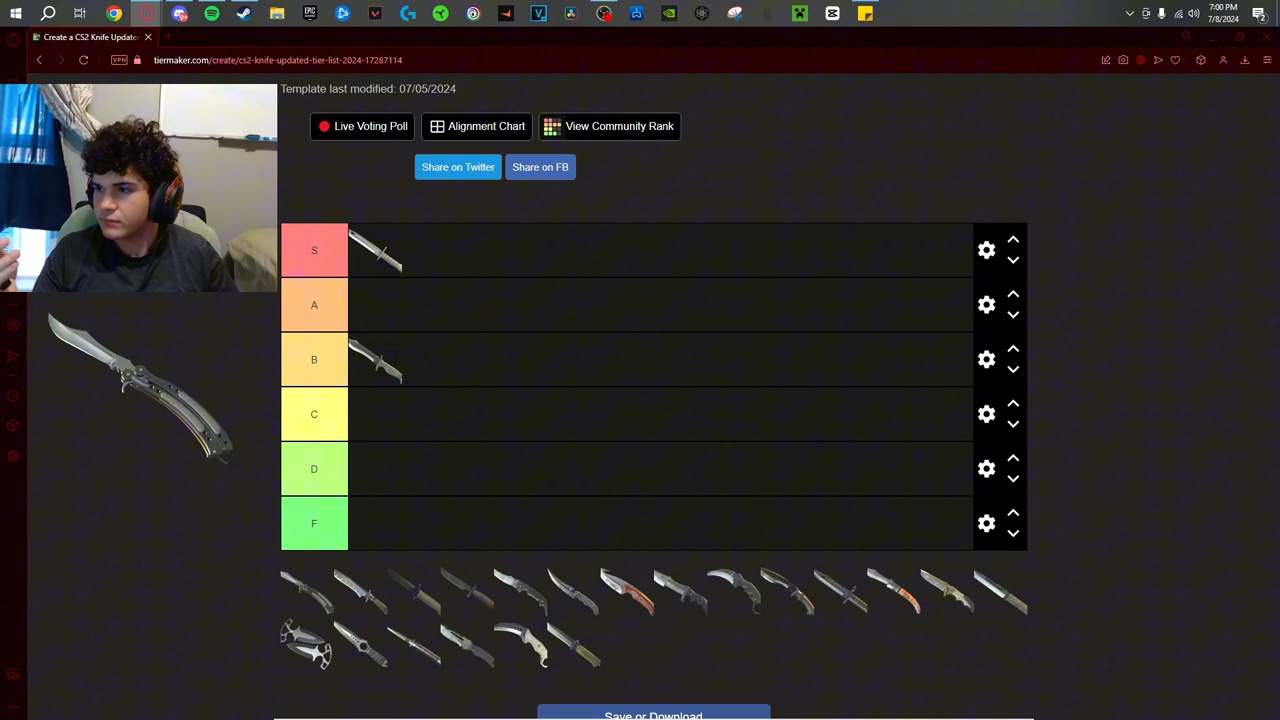 7:00 PM
7/8/2024
2
Create a CS2 Knife Update
VPN
tiermaker.com/create/cs2-knife-updated-tier-list-2024-17287114
Template last modified: 07/05/2024
Live Voting Poll
Alignment Chart
View Community Rank
Share on Twitter
Share on FB
S
A
B
C
D
F
Save or Download